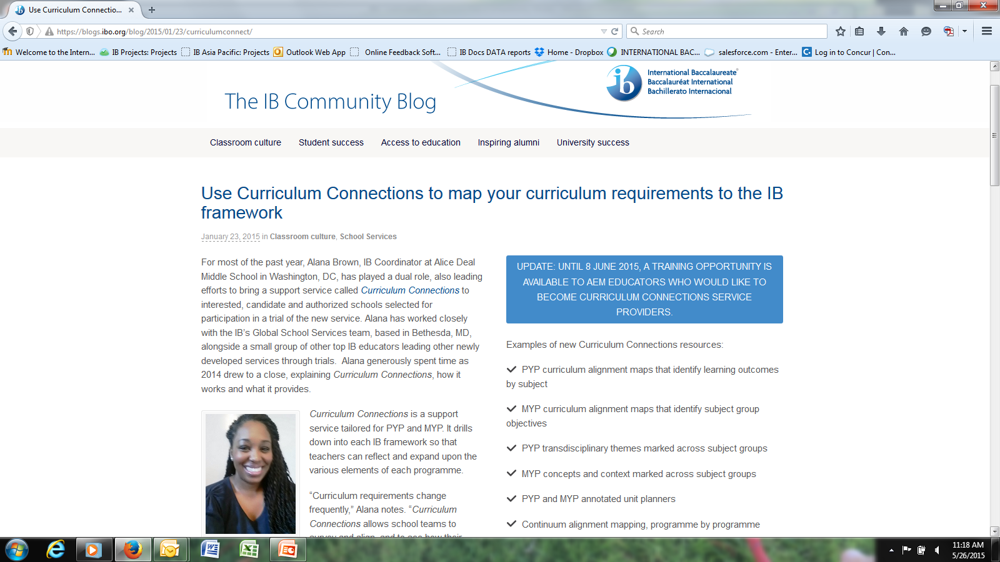 Use Curriculum Connectio...
https://blogs.ibo.org/blog/2015/01/23/curriculumconnect/
Search
Welcome to the Intern...
IB Projects: Projects
IB Asia Pacific: Projects
Outlook Web App
Online Feedback Soft...
IB Docs DATA reports
Home - Dropbox
INTERNATIONAL BAC...
salesforce.com - Enter...
Log in to Concur | Con...
The IB Community Blog
ib
International Baccalaureate®
Baccalauréat International
Bachillerato Internacional
Classroom culture
Student success
Access to education
Inspiring alumni
University success
Use Curriculum Connections to map your curriculum requirements to the IB
framework
January 23, 2015 in Classroom culture, School Services
For most of the past year, Alana Brown, IB Coordinator at Alice Deal
Middle School in Washington, DC, has played a dual role, also leading
efforts to bring a support service called Curriculum Connections to
interested, candidate and authorized schools selected for
participation in a trial of the new service. Alana has worked closely
with the IB's Global School Services team, based in Bethesda, MD,
alongside a small group of other top IB educators leading other newly
developed services through trials.  Alana generously spent time as
2014 drew to a close, explaining Curriculum Connections, how it
works and what it provides.
Curriculum Connections is a support
service tailored for PYP and MYP. It drills
down into each IB framework so that
teachers can reflect and expand upon the
various elements of each programme.
“Curriculum requirements change
frequently,” Alana notes. “Curriculum
Connections allows school teams to
survey and align, and to see how their
UPDATE: UNTIL 8 JUNE 2015, A TRAINING OPPORTUNITY IS
AVAILABLE TO AEM EDUCATORS WHO WOULD LIKE TO
BECOME CURRICULUM CONNECTIONS SERVICE
PROVIDERS.
Examples of new Curriculum Connections resources:
✓ PYP curriculum alignment maps that identify learning outcomes
by subject
✓ MYP curriculum alignment maps that identify subject group
objectives
✓ PYP transdisciplinary themes marked across subject groups
✓ MYP concepts and context marked across subject groups
✓ PYP and MYP annotated unit planners
✓ Continuum alignment mapping, programme by programme
11:18 AM
5/26/2015